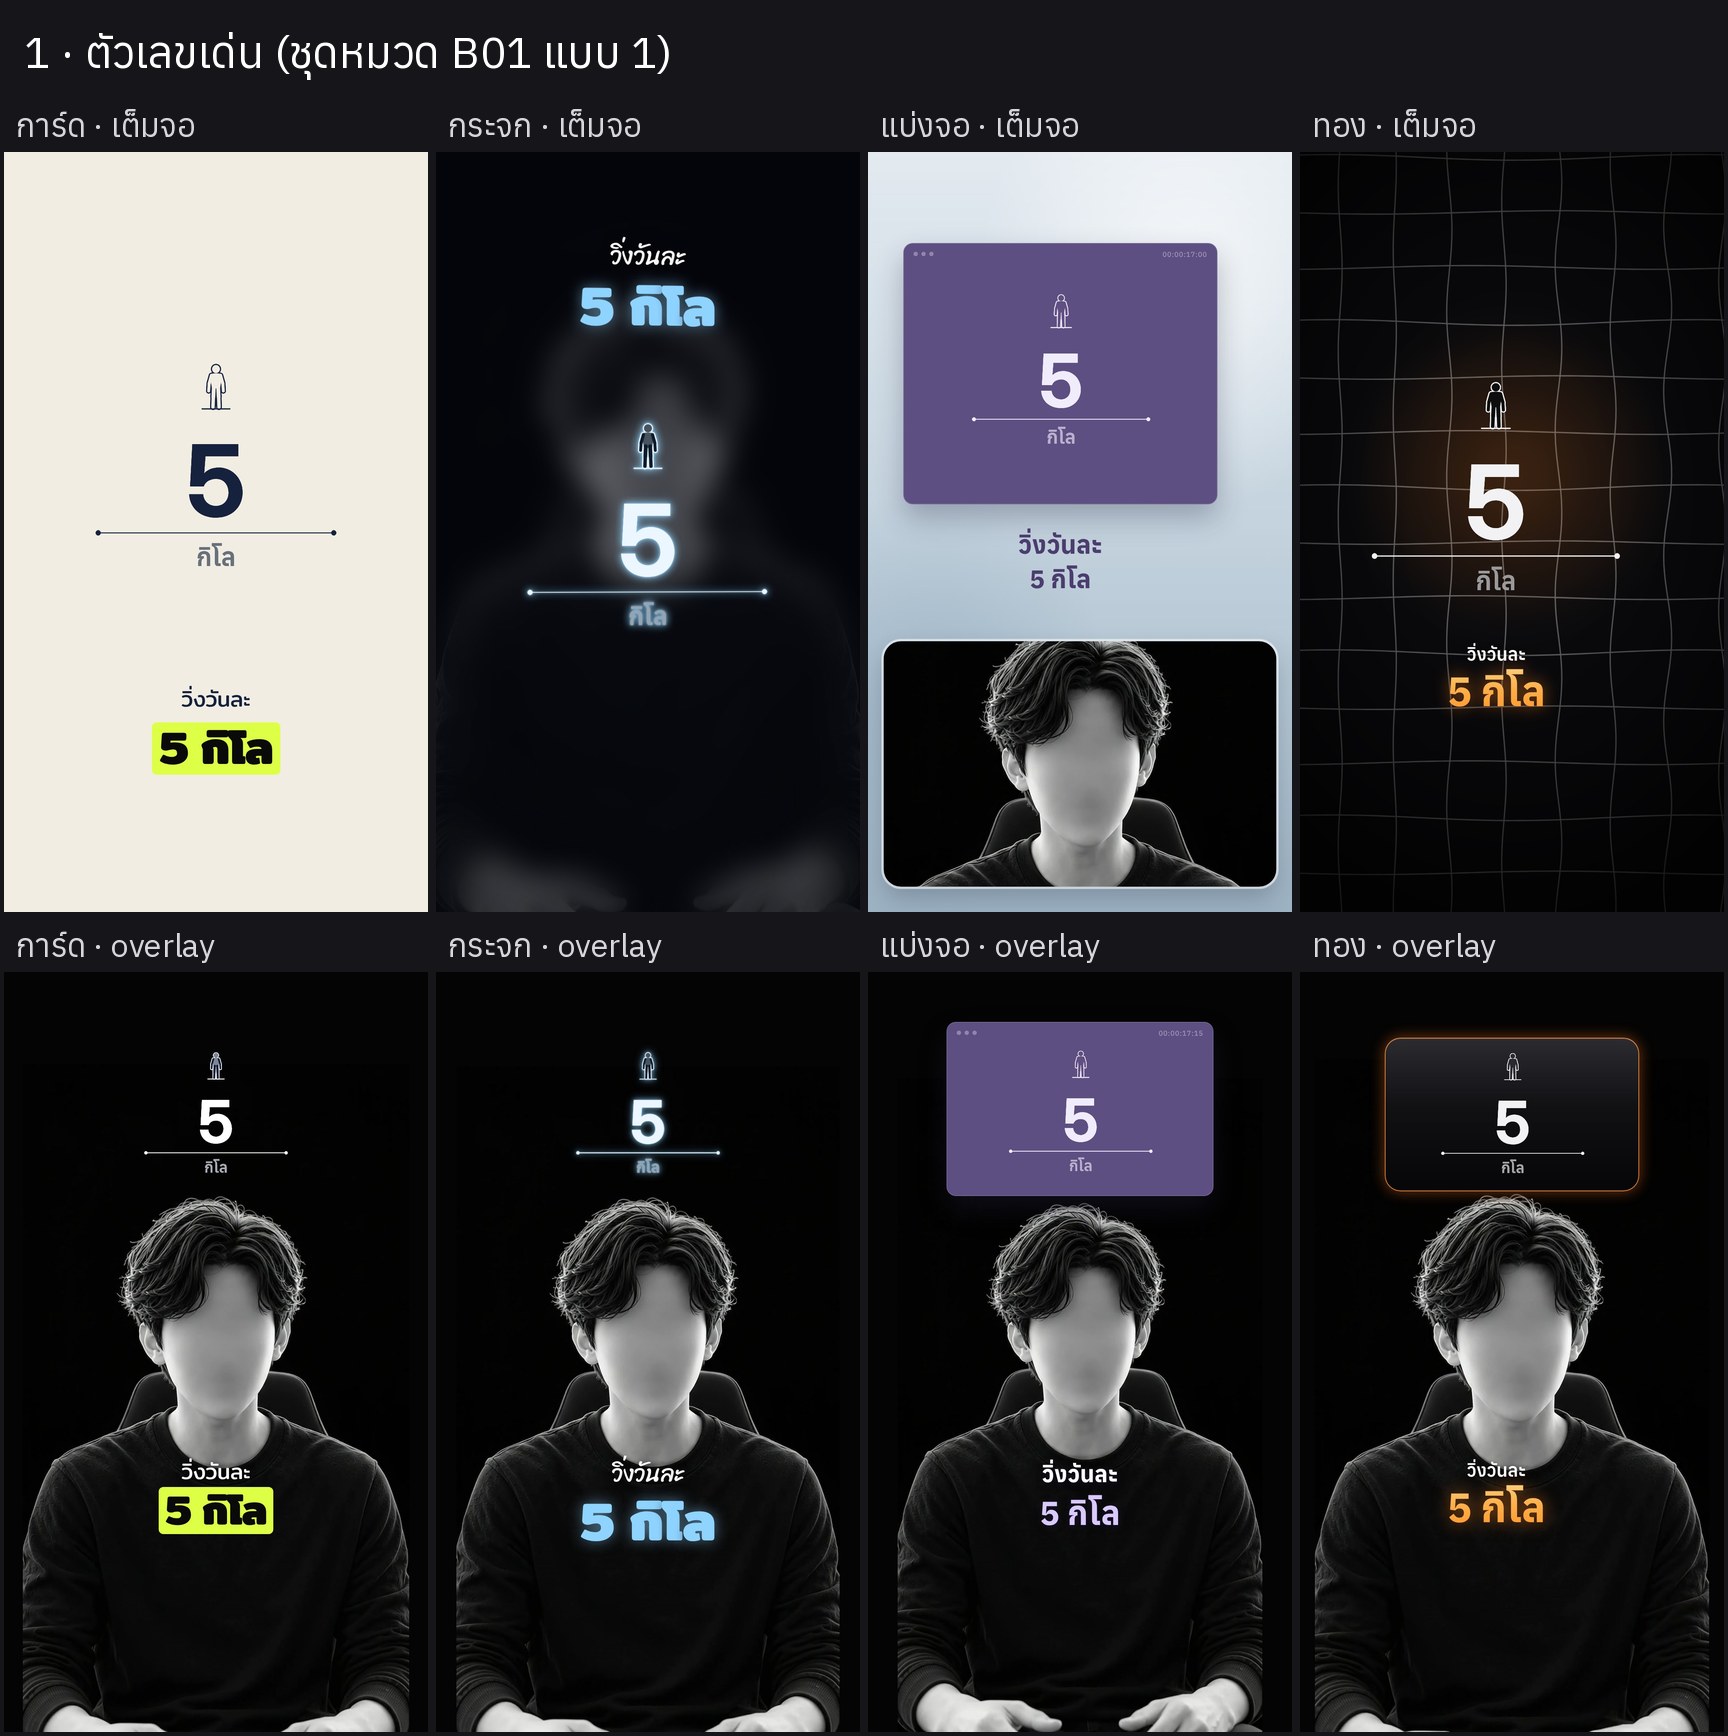 1 · ตัวเลขเด่น (ชุดหมวด B01 แบบ 1)
การ์ด · เต็มจอ
กระจก · เต็มจอ
แบ่งจอ · เต็มจอ
ทอง · เต็มจอ
5
กิโล
วิ่งวันละ
5 กิโล
วิ่งวันละ
5 กิโล
5
กิโล
00:00:17:00
5
กิโล
วิ่งวันละ
5 กิโล
5
กิโล
วิ่งวันละ
5 กิโล
การ์ด · overlay
กระจก · overlay
แบ่งจอ · overlay
ทอง · overlay
5
กิโล
วิ่งวันละ
5 กิโล
5
กิโล
วิ่งวันละ
5 กิโล
00:00:17:15
5
กิโล
วิ่งวันละ
5 กิโล
5
กิโล
วิ่งวันละ
5 กิโล